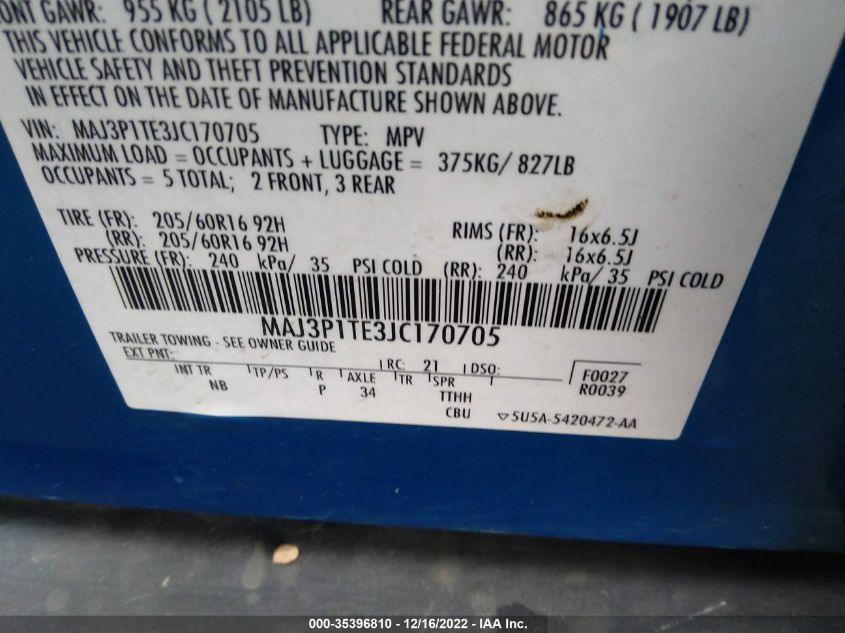 ONT GAWR: 955 KG ( 2105 LB) REAR GAWR: 865 KG ( 1907 LB)
THIS VEHICLE CONFORMS TO ALL APPLICABLE FEDERAL MOTOR
VEHICLE SAFETY AND THEFT PREVENTION STANDARDS
IN EFFECT ON THE DATE OF MANUFACTURE SHOWN ABOVE.
VIN: MAJ3P1TE3JC170705 TYPE: MPV
MAXIMUM LOAD = OCCUPANTS + LUGGAGE = 375KG/ 827LB
OCCUPANTS = 5 TOTAL; 2 FRONT, 3 REAR
TIRE (FR): 205/60R16 92H RIMS (FR): 16x6.5J
(RR): 205/60R16 92H (RR): 16x6.5J
PRESSURE (FR): 240 kPa/ 35 PSI COLD (RR): 240 kPa/ 35 PSI COLD
MAJ3P1TE3JC170705
TRAILER TOWING - SEE OWNER GUIDE
EXT PNT: RC: 21 DSO: F0027
INT TR TP/PS R AXLE TR SPR R0039
NB P 34 TTHH
CBU ▽5U5A-5420472-AA
000-35396810 - 12/16/2022 - IAAI.com